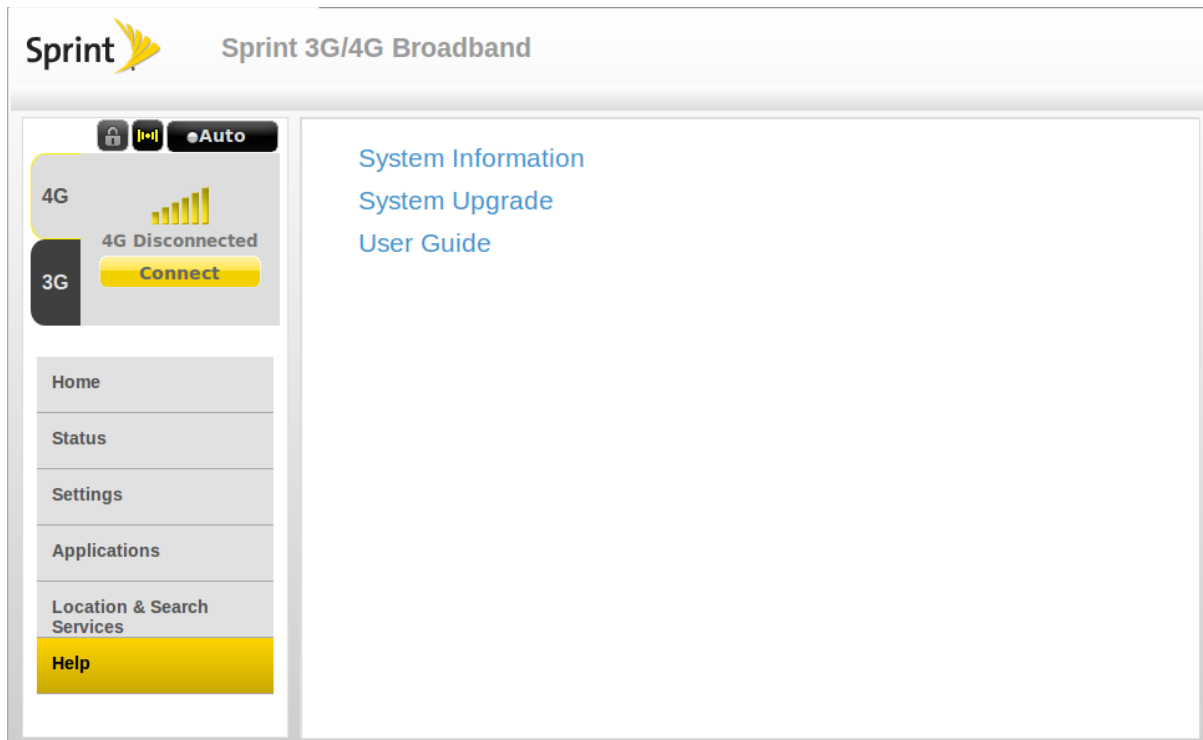 Sprint
Sprint 3G/4G Broadband
Auto
4G
4G Disconnected
Connect
3G
Home
Status
Settings
Applications
Location & Search
Services
Help
System Information
System Upgrade
User Guide